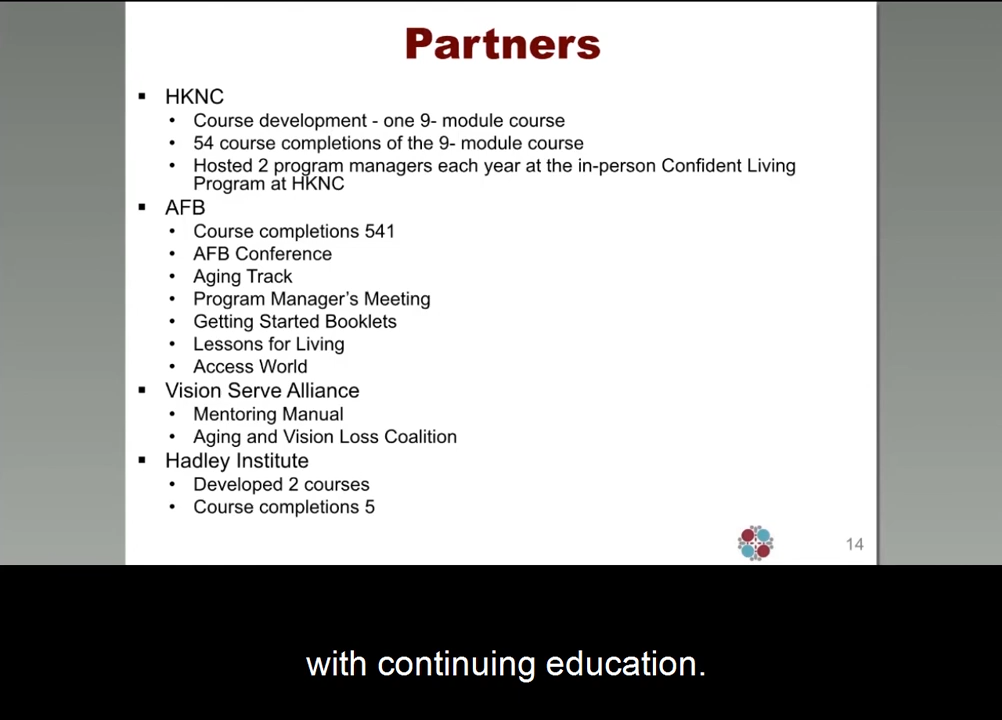 Partners
▪ HKNC
• Course development - one 9- module course
• 54 course completions of the 9- module course
• Hosted 2 program managers each year at the in-person Confident Living
Program at HKNC
▪ AFB
• Course completions 541
• AFB Conference
• Aging Track
• Program Manager's Meeting
• Getting Started Booklets
• Lessons for Living
• Access World
▪ Vision Serve Alliance
• Mentoring Manual
• Aging and Vision Loss Coalition
▪ Hadley Institute
• Developed 2 courses
• Course completions 5
14
with continuing education.